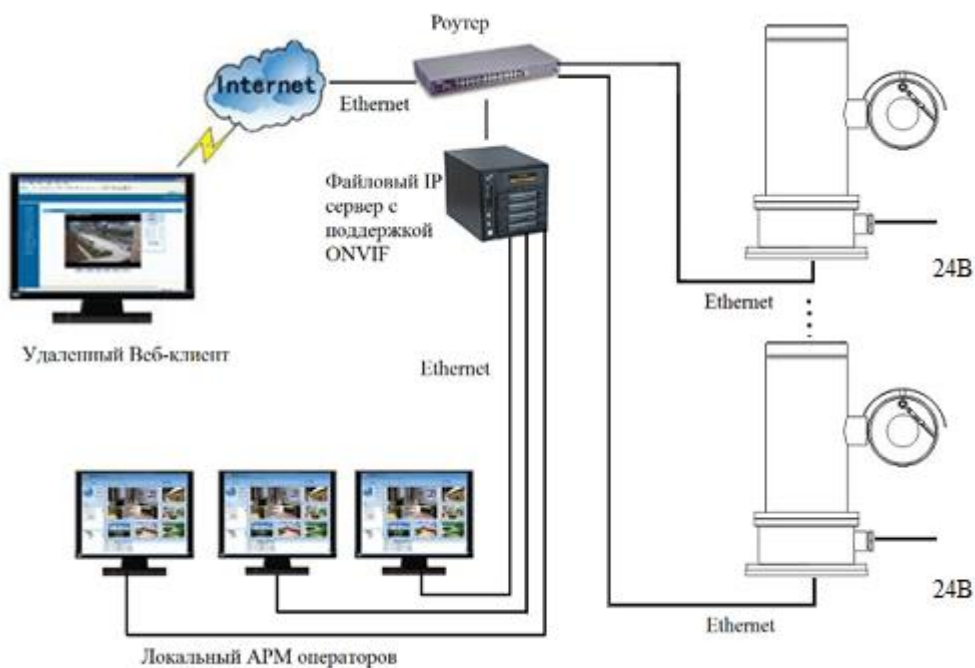 Роутер
Internet
Ethernet
Файловый IP
сервер с
поддержкой
ONVIF
24В
Ethernet
Удаленный Веб-клиент
Ethernet
24В
Ethernet
Локальный АРМ операторов